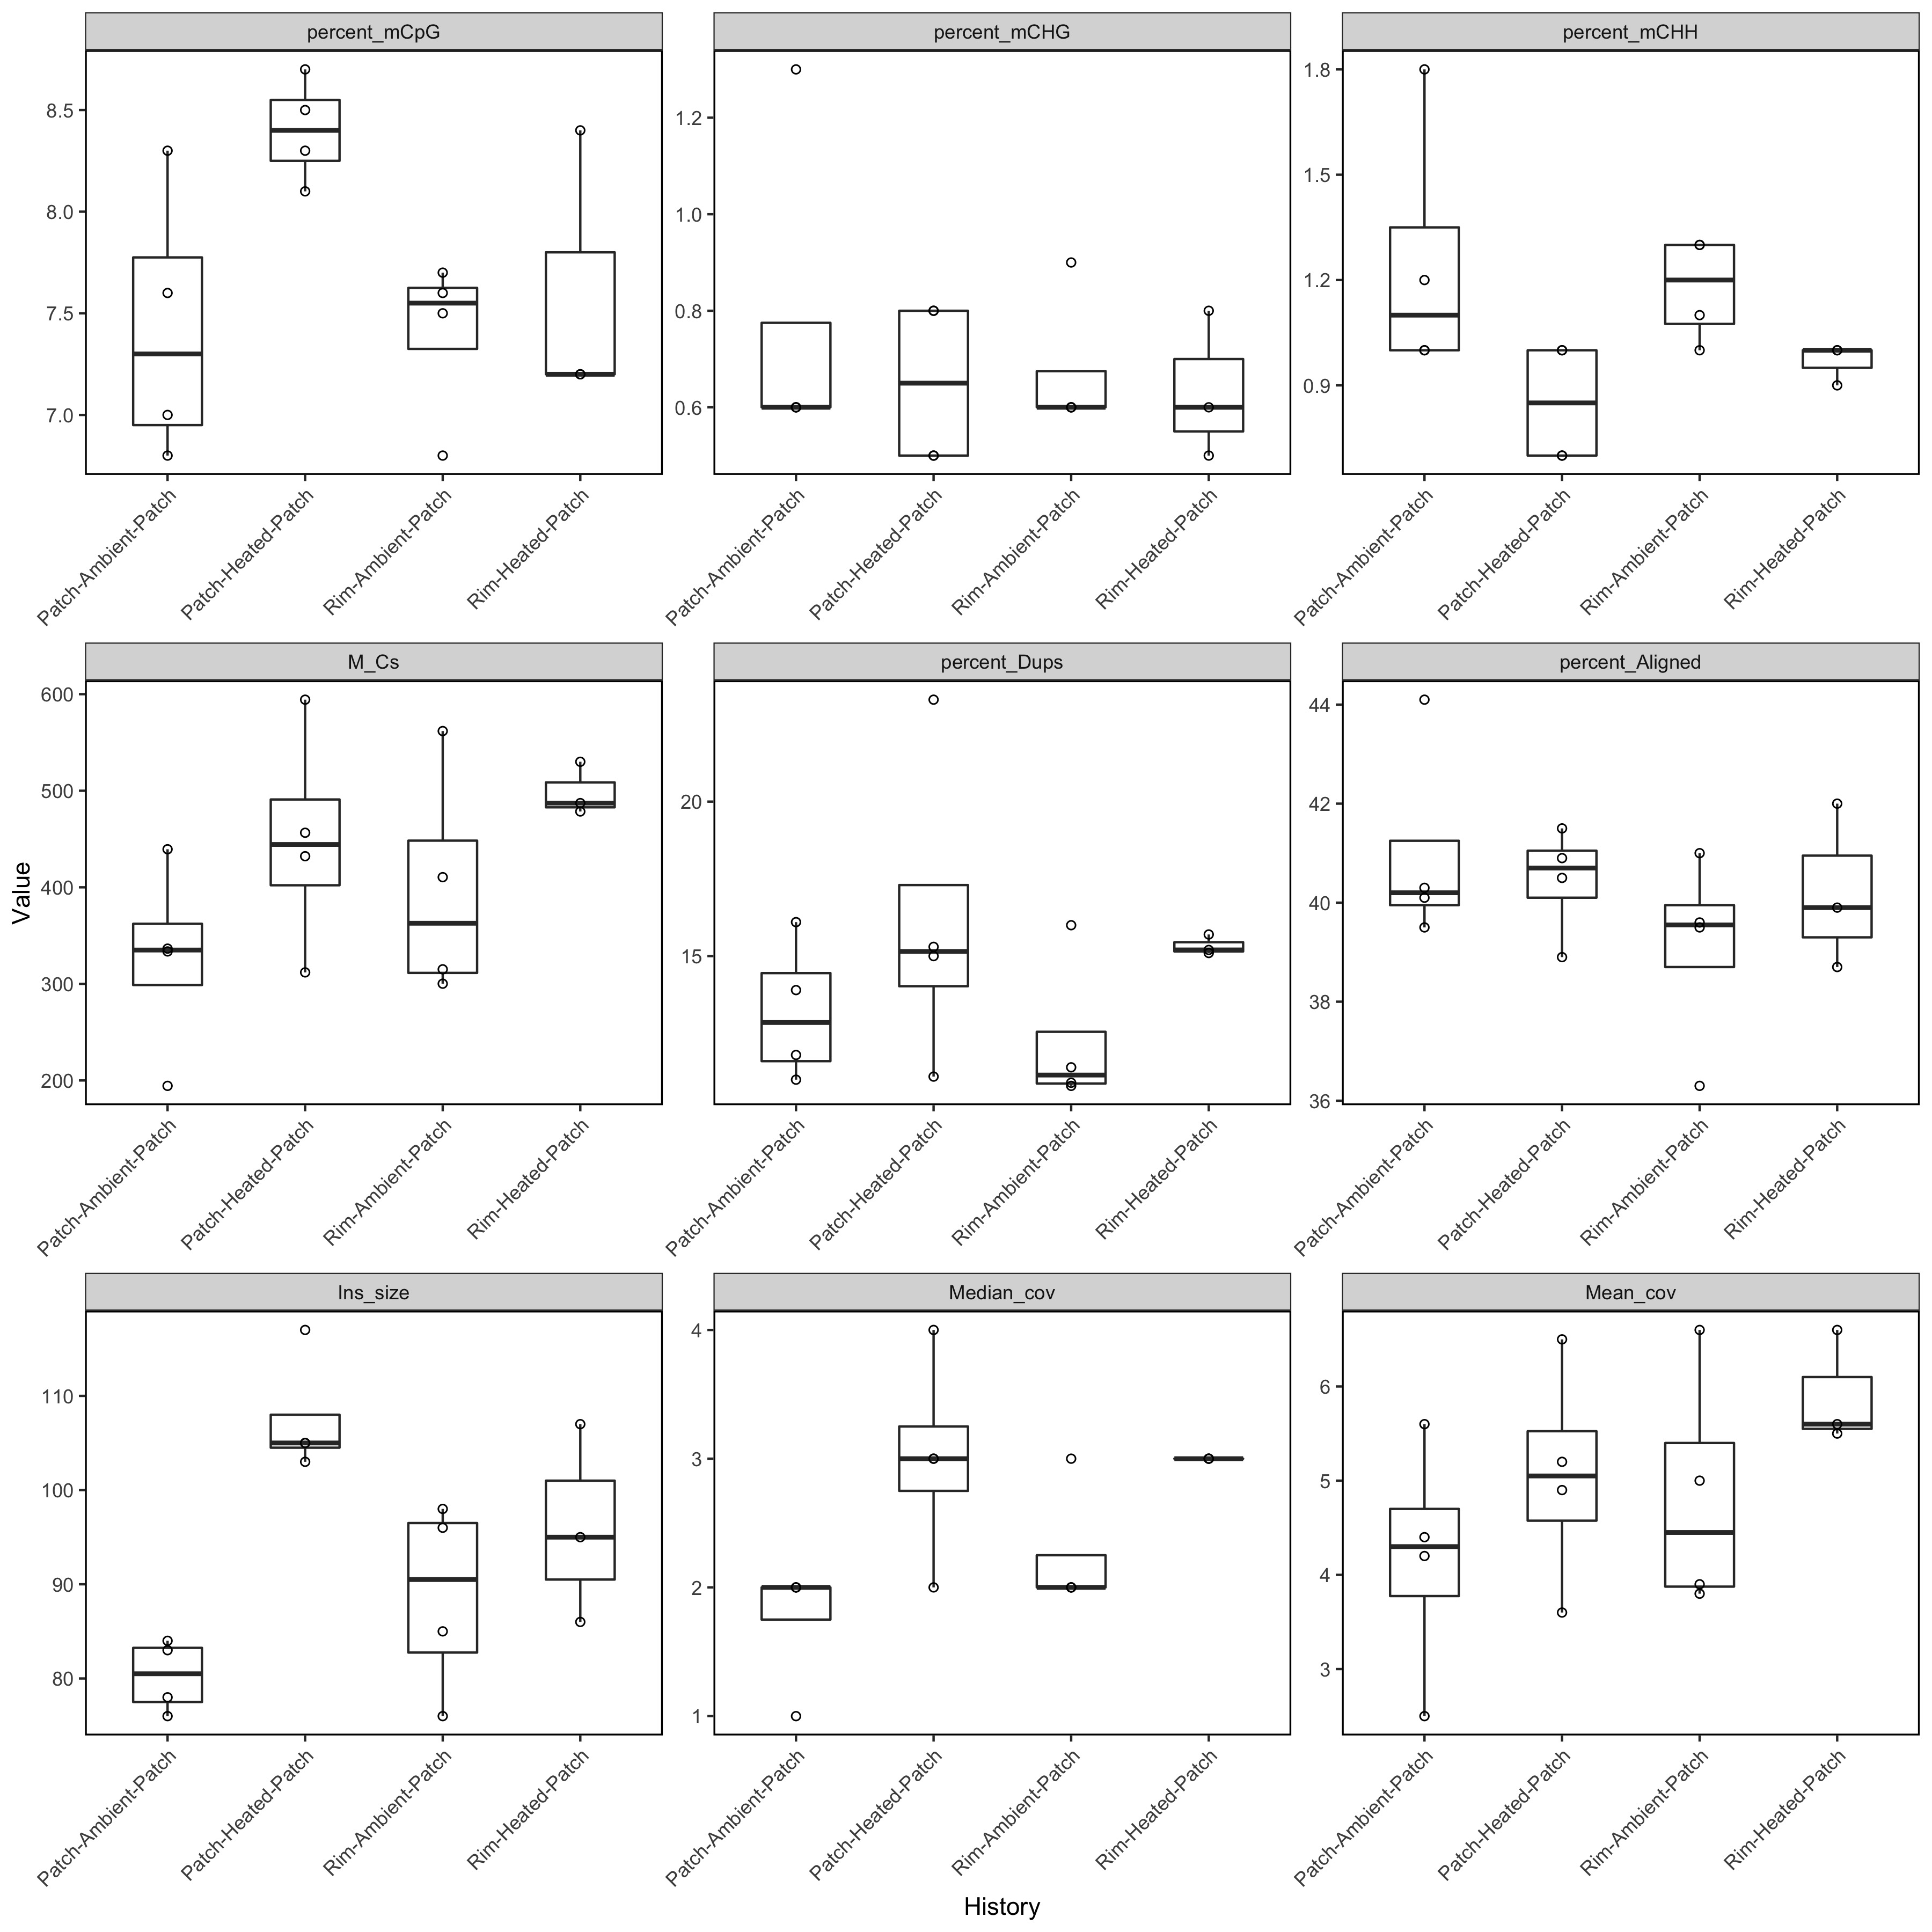 percent_mCpG percent_mCHG percent_mCHH
8.5
8.0
7.5
7.0
1.2
1.0
0.8
0.6
1.8
1.5
1.2
0.9
Patch-Ambient-Patch
Patch-Heated-Patch
Rim-Ambient-Patch
Rim-Heated-Patch
Patch-Ambient-Patch
Patch-Heated-Patch
Rim-Ambient-Patch
Rim-Heated-Patch
Patch-Ambient-Patch
Patch-Heated-Patch
Rim-Ambient-Patch
Rim-Heated-Patch
M_Cs percent_Dups percent_Aligned
Value
600
500
400
300
200
20
15
44
42
40
38
36
Patch-Ambient-Patch
Patch-Heated-Patch
Rim-Ambient-Patch
Rim-Heated-Patch
Patch-Ambient-Patch
Patch-Heated-Patch
Rim-Ambient-Patch
Rim-Heated-Patch
Patch-Ambient-Patch
Patch-Heated-Patch
Rim-Ambient-Patch
Rim-Heated-Patch
Ins_size Median_cov Mean_cov
110
100
90
80
4
3
2
1
6
5
4
3
Patch-Ambient-Patch
Patch-Heated-Patch
Rim-Ambient-Patch
Rim-Heated-Patch
Patch-Ambient-Patch
Patch-Heated-Patch
Rim-Ambient-Patch
Rim-Heated-Patch
Patch-Ambient-Patch
Patch-Heated-Patch
Rim-Ambient-Patch
Rim-Heated-Patch
History